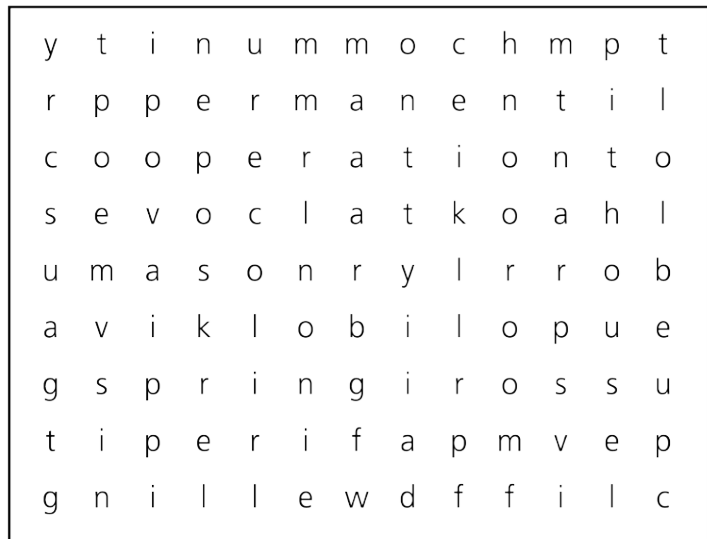 y t i n u m m o c h m p t
r p p e r m a n e n t i l
c o o p e r a t i o n t o
s e v o c l a t k o a h l
u m a s o n r y l r r o b
a v i k l o b i l o p u e
g s p r i n g i r o s s u
t i p e r i f a p m v e p
g n i l l e w d f f i l c